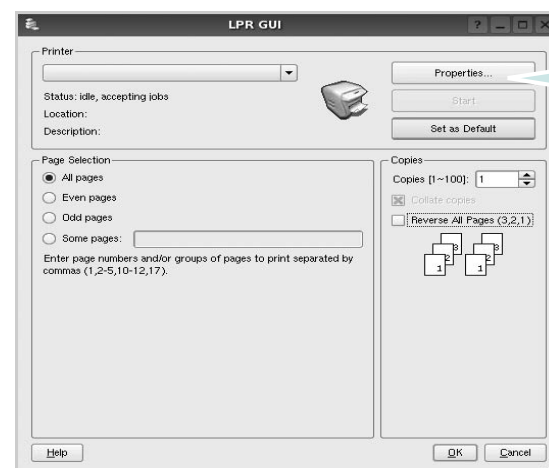 LPR GUI
Printer
Properties...
Status: idle, accepting jobs
Start
Location:
Description:
Set as Default
Page Selection
All pages
Even pages
Odd pages
Some pages:
Enter page numbers and/or groups of pages to print separated by
commas (1,2-5,10-12,17).
Copies
Copies [1~100]: 1
Collate copies
Reverse All Pages (3,2,1)
3 3
2 2
1 1
Help
OK
Cancel